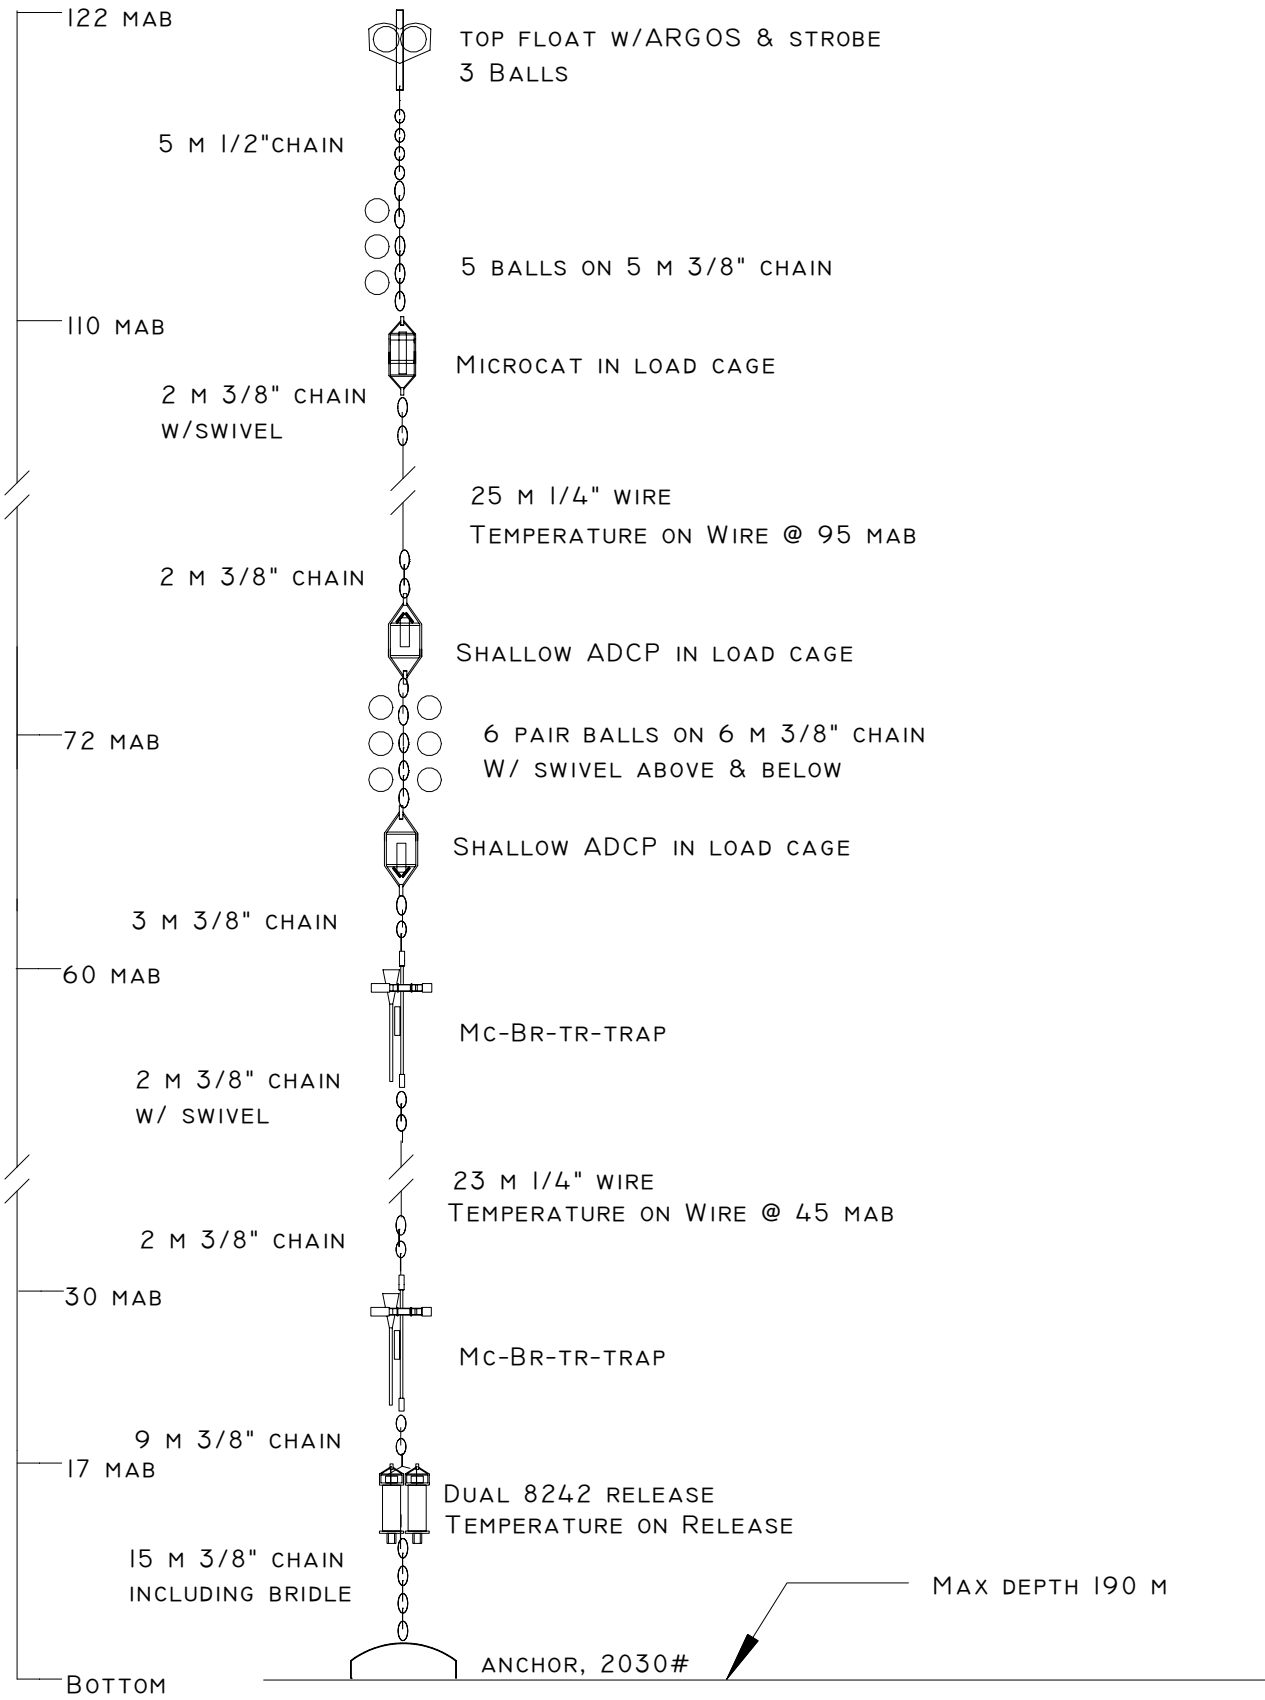 122 MAB
TOP FLOAT W/ARGOS & STROBE
3 BALLS
5 M 1/2"CHAIN
5 BALLS ON 5 M 3/8" CHAIN
110 MAB
MICROCAT IN LOAD CAGE
2 M 3/8" CHAIN
W/SWIVEL
25 M 1/4" WIRE
TEMPERATURE ON WIRE @ 95 MAB
2 M 3/8" CHAIN
SHALLOW ADCP IN LOAD CAGE
72 MAB
6 PAIR BALLS ON 6 M 3/8" CHAIN
W/ SWIVEL ABOVE & BELOW
SHALLOW ADCP IN LOAD CAGE
3 M 3/8" CHAIN
60 MAB
MC-BR-TR-TRAP
2 M 3/8" CHAIN
W/ SWIVEL
23 M 1/4" WIRE
TEMPERATURE ON WIRE @ 45 MAB
2 M 3/8" CHAIN
30 MAB
MC-BR-TR-TRAP
9 M 3/8" CHAIN
17 MAB
DUAL 8242 RELEASE
TEMPERATURE ON RELEASE
15 M 3/8" CHAIN
INCLUDING BRIDLE
MAX DEPTH 190 M
ANCHOR, 2030#
BOTTOM